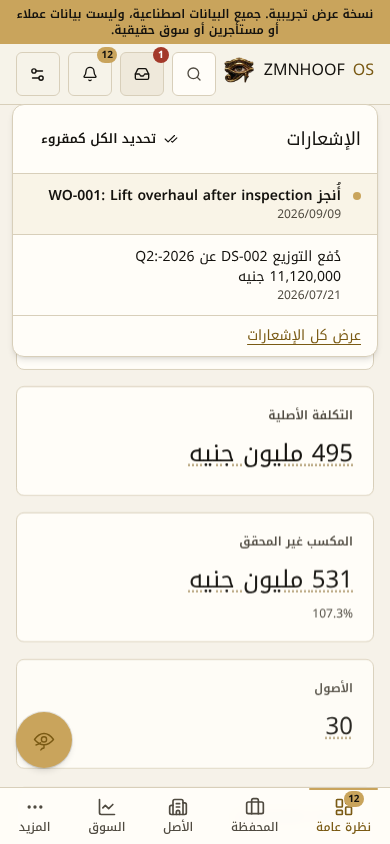 نسخة عرض تجريبية. جميع البيانات اصطناعية، وليست بيانات عملاء
أو مستأجرين أو سوق حقيقية.
ZMNHOOF OS
1
12
الإشعارات
تحديد الكل كمقروء
أُنجز WO-001: Lift overhaul after inspection
2026/09/09
دُفع التوزيع DS-002 عن 2026-Q2:
11,120,000 جنيه
2026/07/21
عرض كل الإشعارات
التكلفة الأصلية
495 مليون جنيه
المكسب غير المحقق
531 مليون جنيه
107.3%
الأصول
30
12
نظرة عامة
المحفظة
الأصل
السوق
المزيد